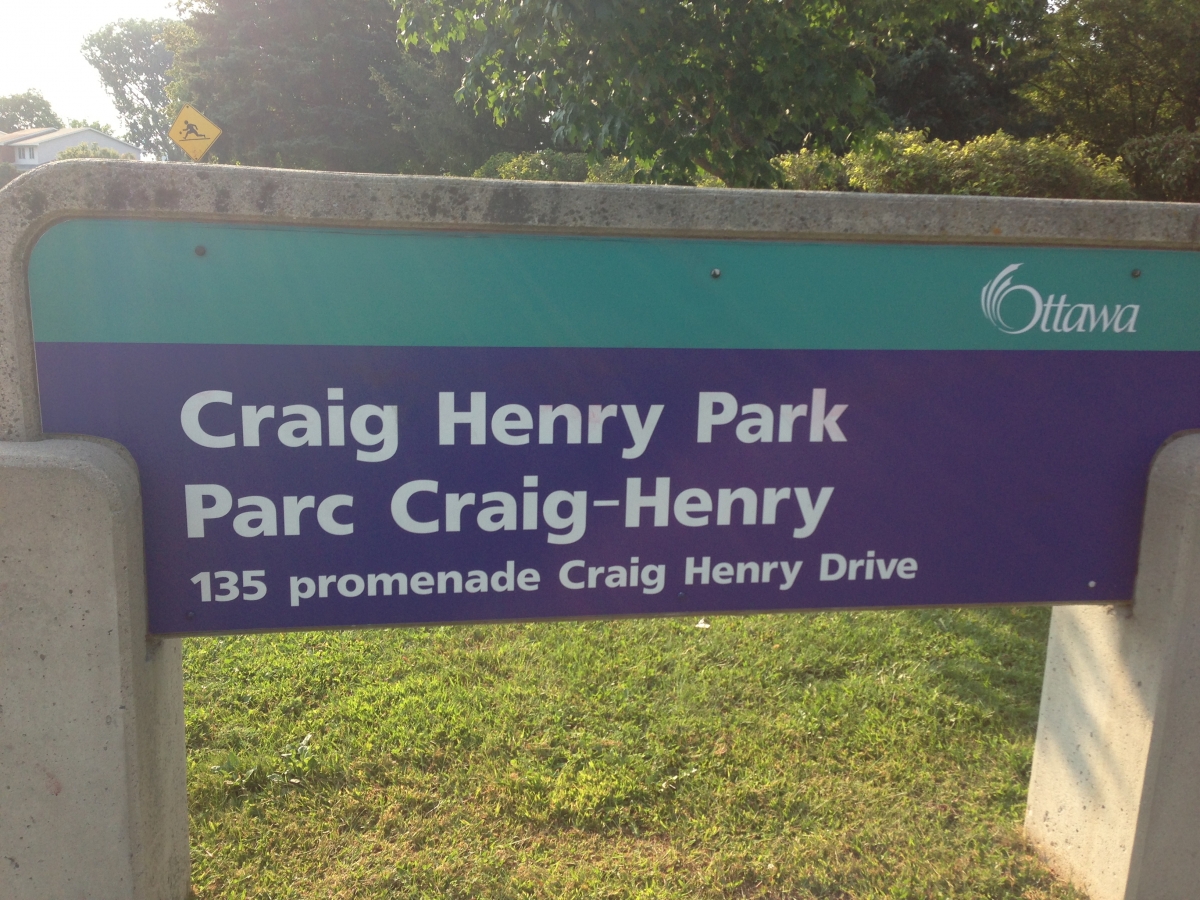 Ottawa
Craig Henry Park
Parc Craig-Henry
135 promenade Craig Henry Drive